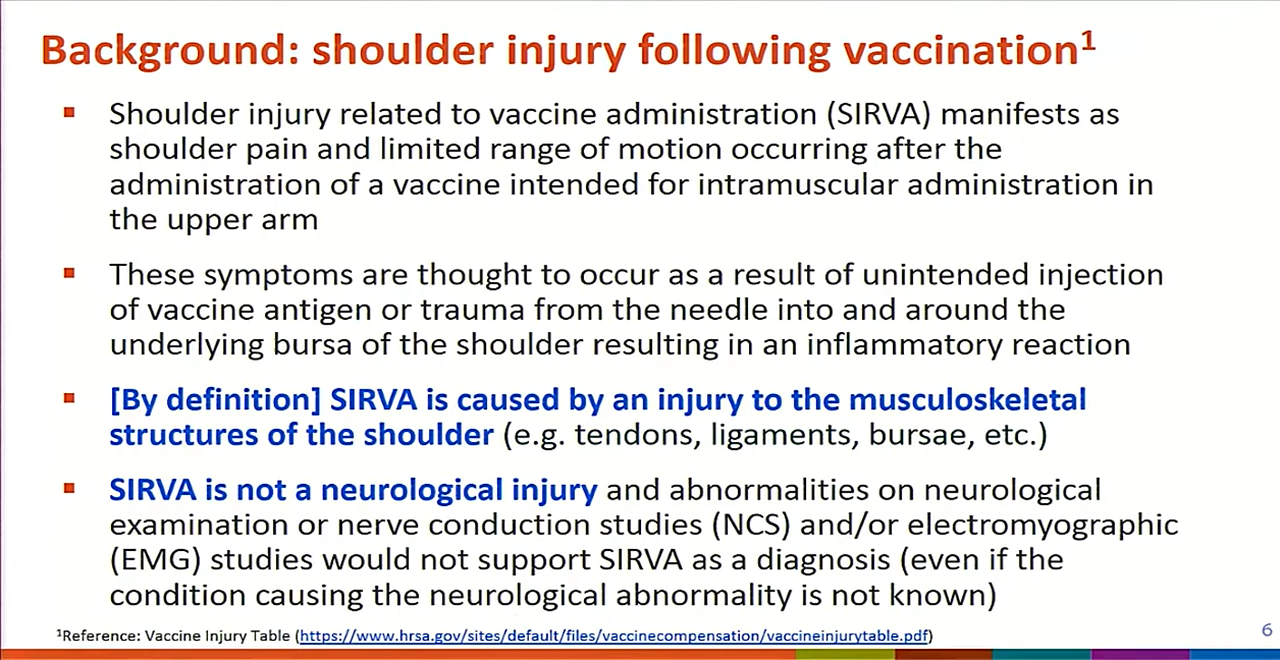 Background: shoulder injury following vaccination¹
▪ Shoulder injury related to vaccine administration (SIRVA) manifests as
shoulder pain and limited range of motion occurring after the
administration of a vaccine intended for intramuscular administration in
the upper arm
▪ These symptoms are thought to occur as a result of unintended injection
of vaccine antigen or trauma from the needle into and around the
underlying bursa of the shoulder resulting in an inflammatory reaction
▪ [By definition] SIRVA is caused by an injury to the musculoskeletal
structures of the shoulder (e.g. tendons, ligaments, bursae, etc.)
▪ SIRVA is not a neurological injury and abnormalities on neurological
examination or nerve conduction studies (NCS) and/or electromyographic
(EMG) studies would not support SIRVA as a diagnosis (even if the
condition causing the neurological abnormality is not known)
¹Reference: Vaccine Injury Table (https://www.hrsa.gov/sites/default/files/vaccinecompensation/vaccineinjurytable.pdf)
6